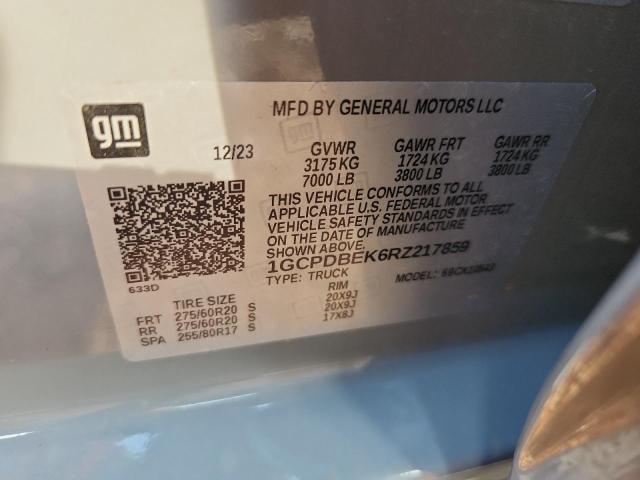 gm
MFD BY GENERAL MOTORS LLC
12/23 GVWR GAWR FRT GAWR RR
3175 KG 1724 KG 1724 KG
7000 LB 3800 LB 3800 LB
THIS VEHICLE CONFORMS TO ALL
APPLICABLE U.S. FEDERAL MOTOR
VEHICLE SAFETY STANDARDS IN EFFECT
ON THE DATE OF MANUFACTURE
SHOWN ABOVE.
1GCPDBEK6RZ217859
633D
TYPE: TRUCK MODEL:
TIRE SIZE RIM
FRT 275/60R20 S 20X9J
RR 275/60R20 S 20X9J
SPA 255/80R17 S 17X8J